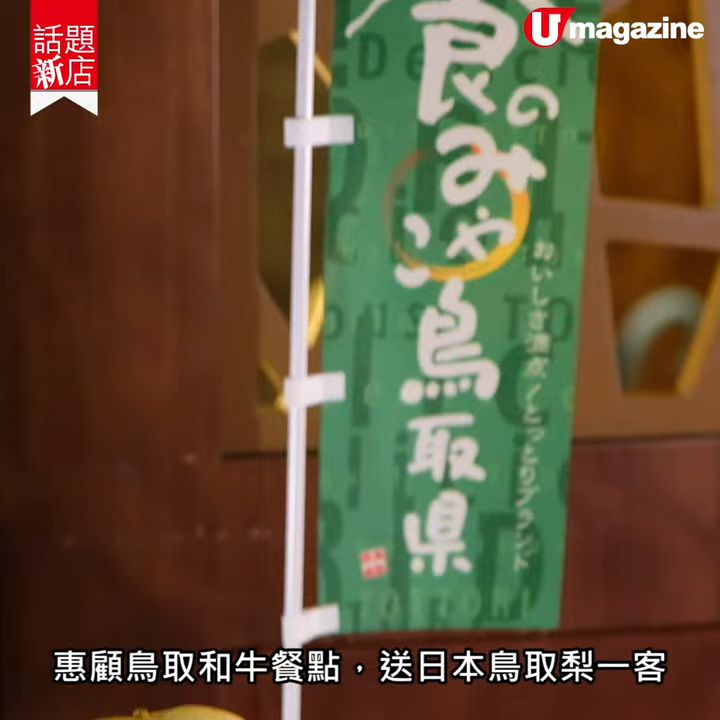 話題
新店
U magazine
食のみやこ鳥取県
おいしさ満点!とっとりブランド
惠顧鳥取和牛餐點,送日本鳥取梨一客